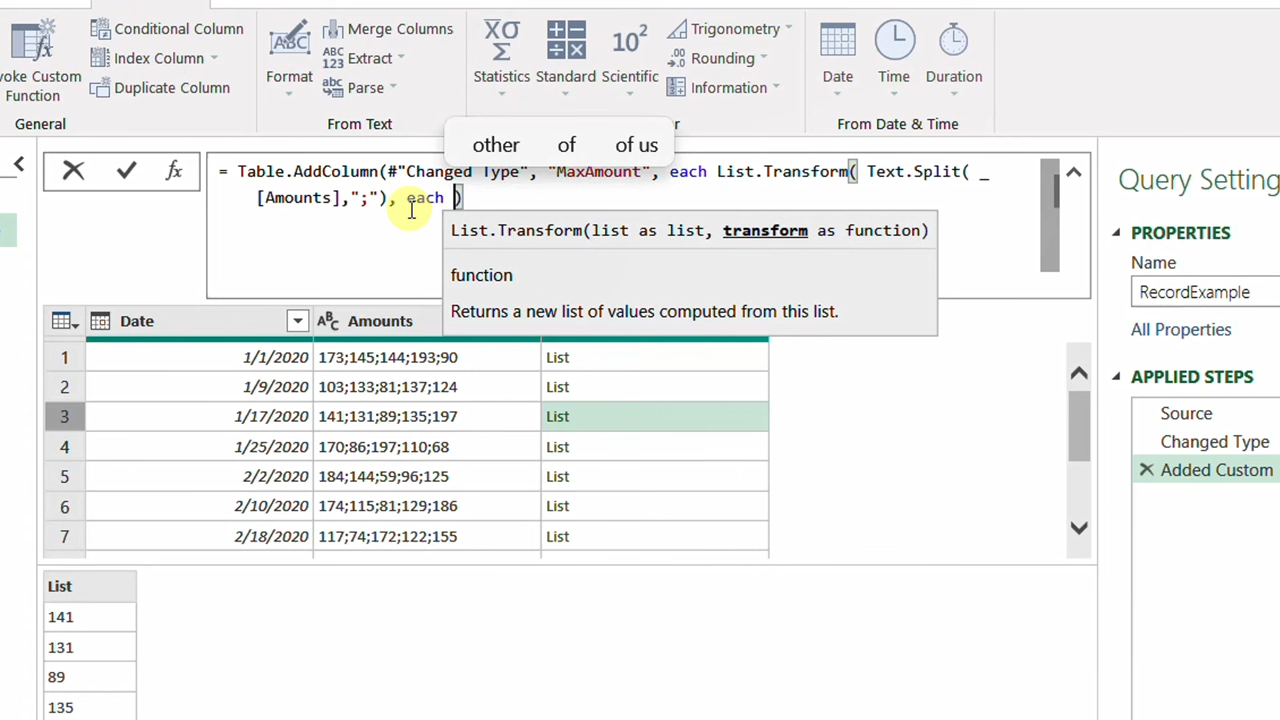 Conditional Column
Merge Columns
Trigonometry
Index Column
Extract
Rounding
voke Custom
Function
Format
Statistics
Standard
Scientific
Date
Time
Duration
Duplicate Column
Parse
Information
General
From Text
r
From Date & Time
other of of us
= Table.AddColumn(#"Changed Type", "MaxAmount", each List.Transform( Text.Split( _
[Amounts],";"), each )
List.Transform(list as list, transform as function)
function
Returns a new list of values computed from this list.
Date
Amounts
1 1/1/2020 173;145;144;193;90 List
2 1/9/2020 103;133;81;137;124 List
3 1/17/2020 141;131;89;135;197 List
4 1/25/2020 170;86;197;110;68 List
5 2/2/2020 184;144;59;96;125 List
6 2/10/2020 174;115;81;129;186 List
7 2/18/2020 117;74;172;122;155 List
List
141
131
89
135
Query Setting
PROPERTIES
Name
RecordExample
All Properties
APPLIED STEPS
Source
Changed Type
Added Custom